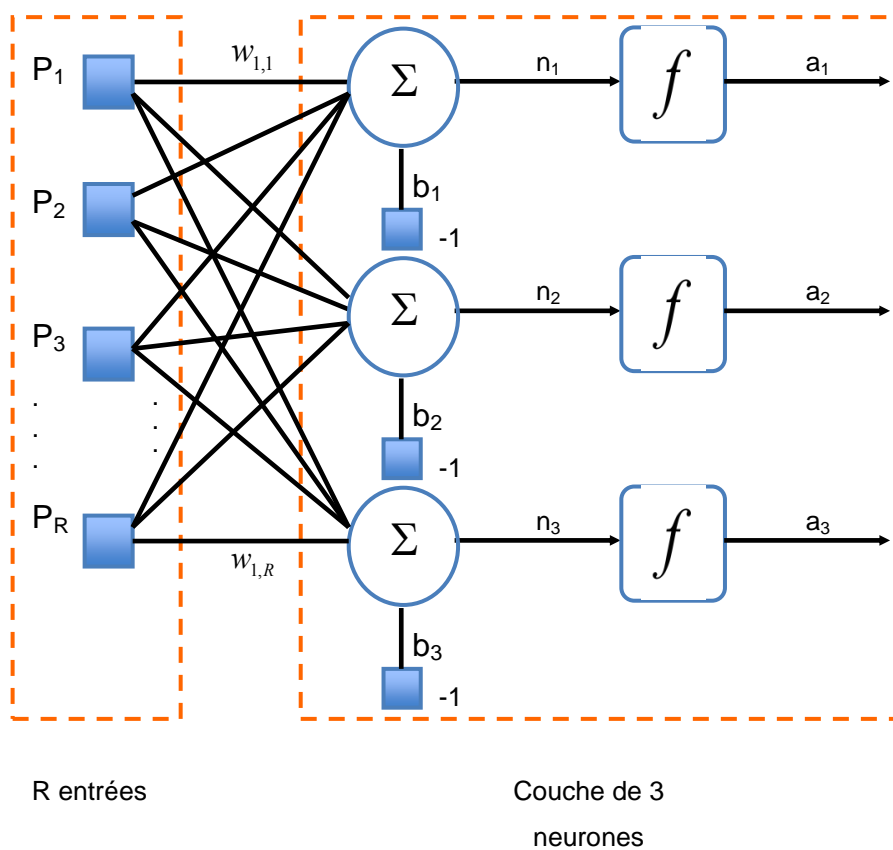 P1 w1,1 Σ n1 f a1
b1
-1
P2
Σ n2 f a2
P3
b2
-1
. . .
. . .
PR Σ n3 f a3
w1,R
b3
-1
R entrées
Couche de 3
neurones